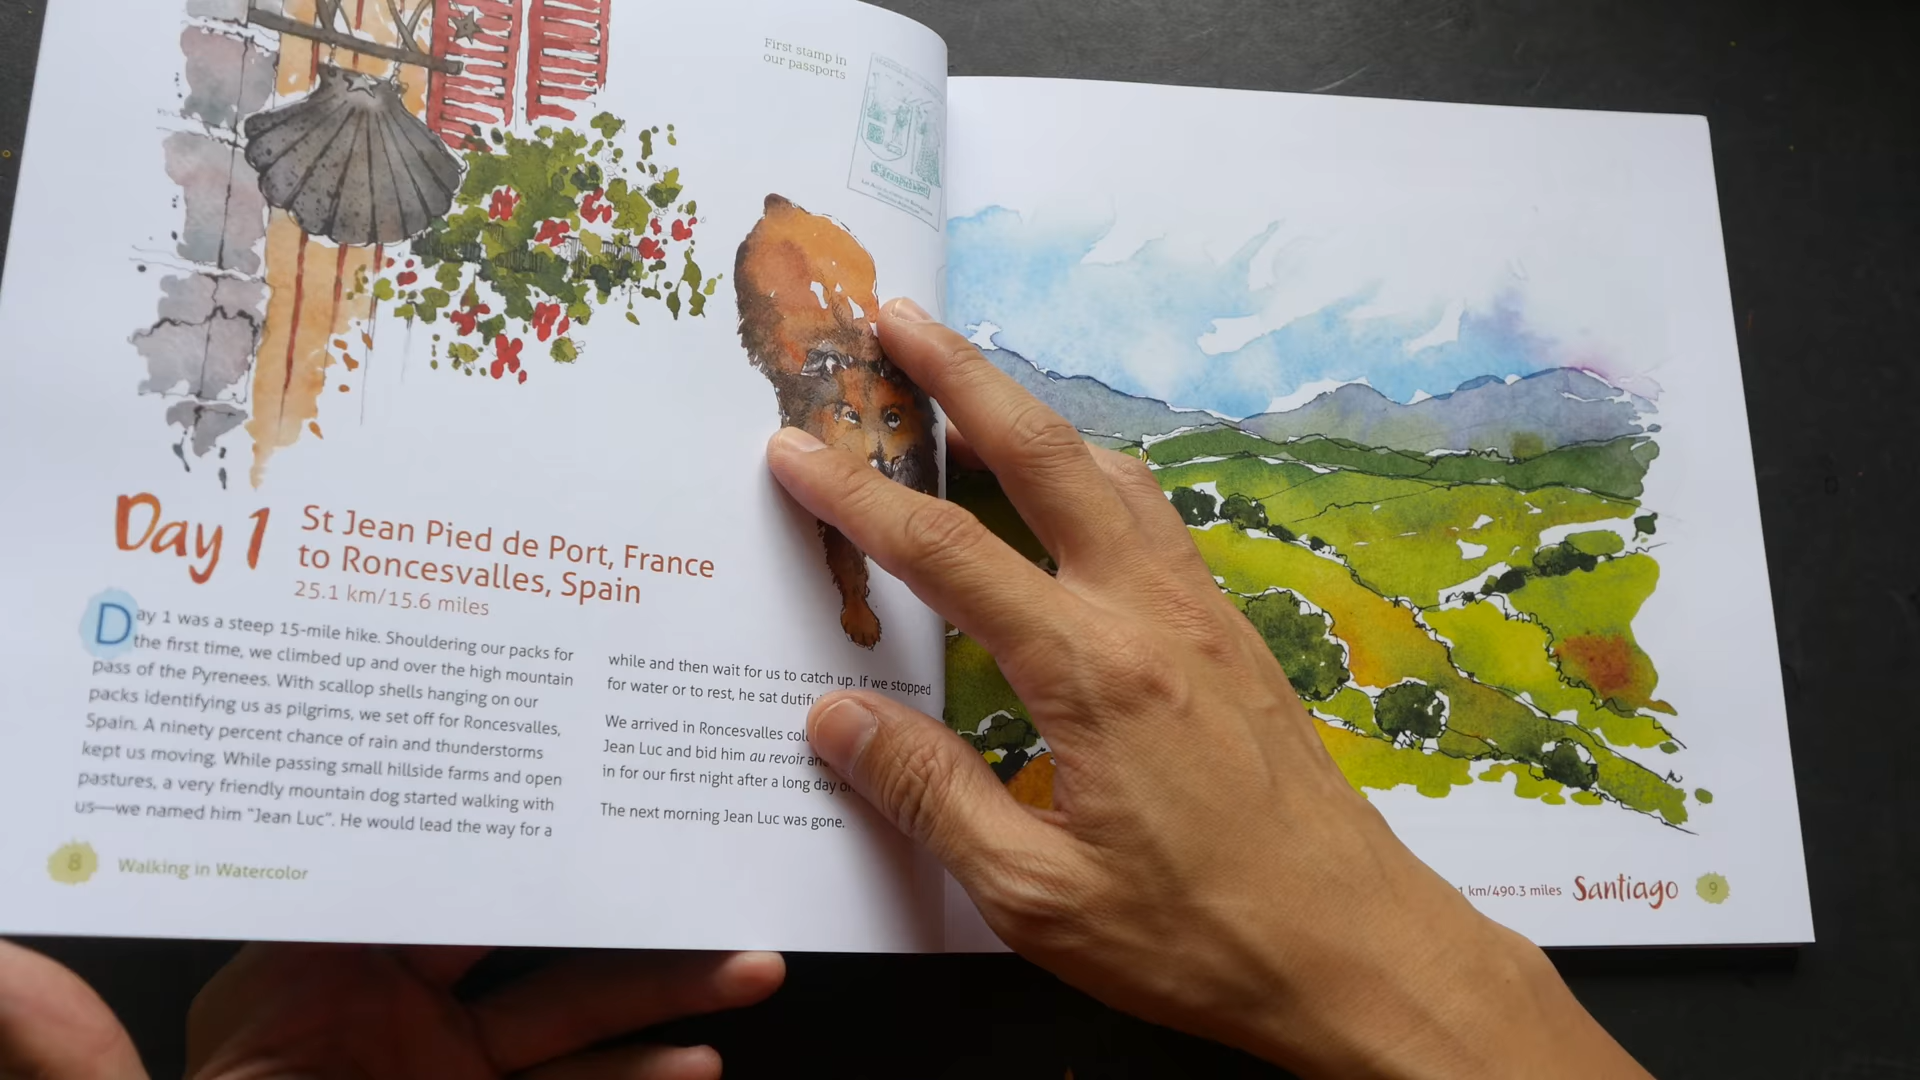 First stamp in
our passports
Day 1
St Jean Pied de Port, France
to Roncesvalles, Spain
25.1 km/15.6 miles
Day 1 was a steep 15-mile hike. Shouldering our packs for
the first time, we climbed up and over the high mountain
pass of the Pyrenees. With scallop shells hanging on our
packs identifying us as pilgrims, we set off for Roncesvalles,
Spain. A ninety percent chance of rain and thunderstorms
kept us moving. While passing small hillside farms and open
pastures, a very friendly mountain dog started walking with
us—we named him "Jean Luc". He would lead the way for a
while and then wait for us to catch up. If we stopped
for water or to rest, he sat
We arrived in Roncesvalles
Jean Luc and bid him au revoir
in for our first night after a long day
The next morning Jean Luc was gone.
8 Walking in Watercolor
km/490.3 miles Santiago 9